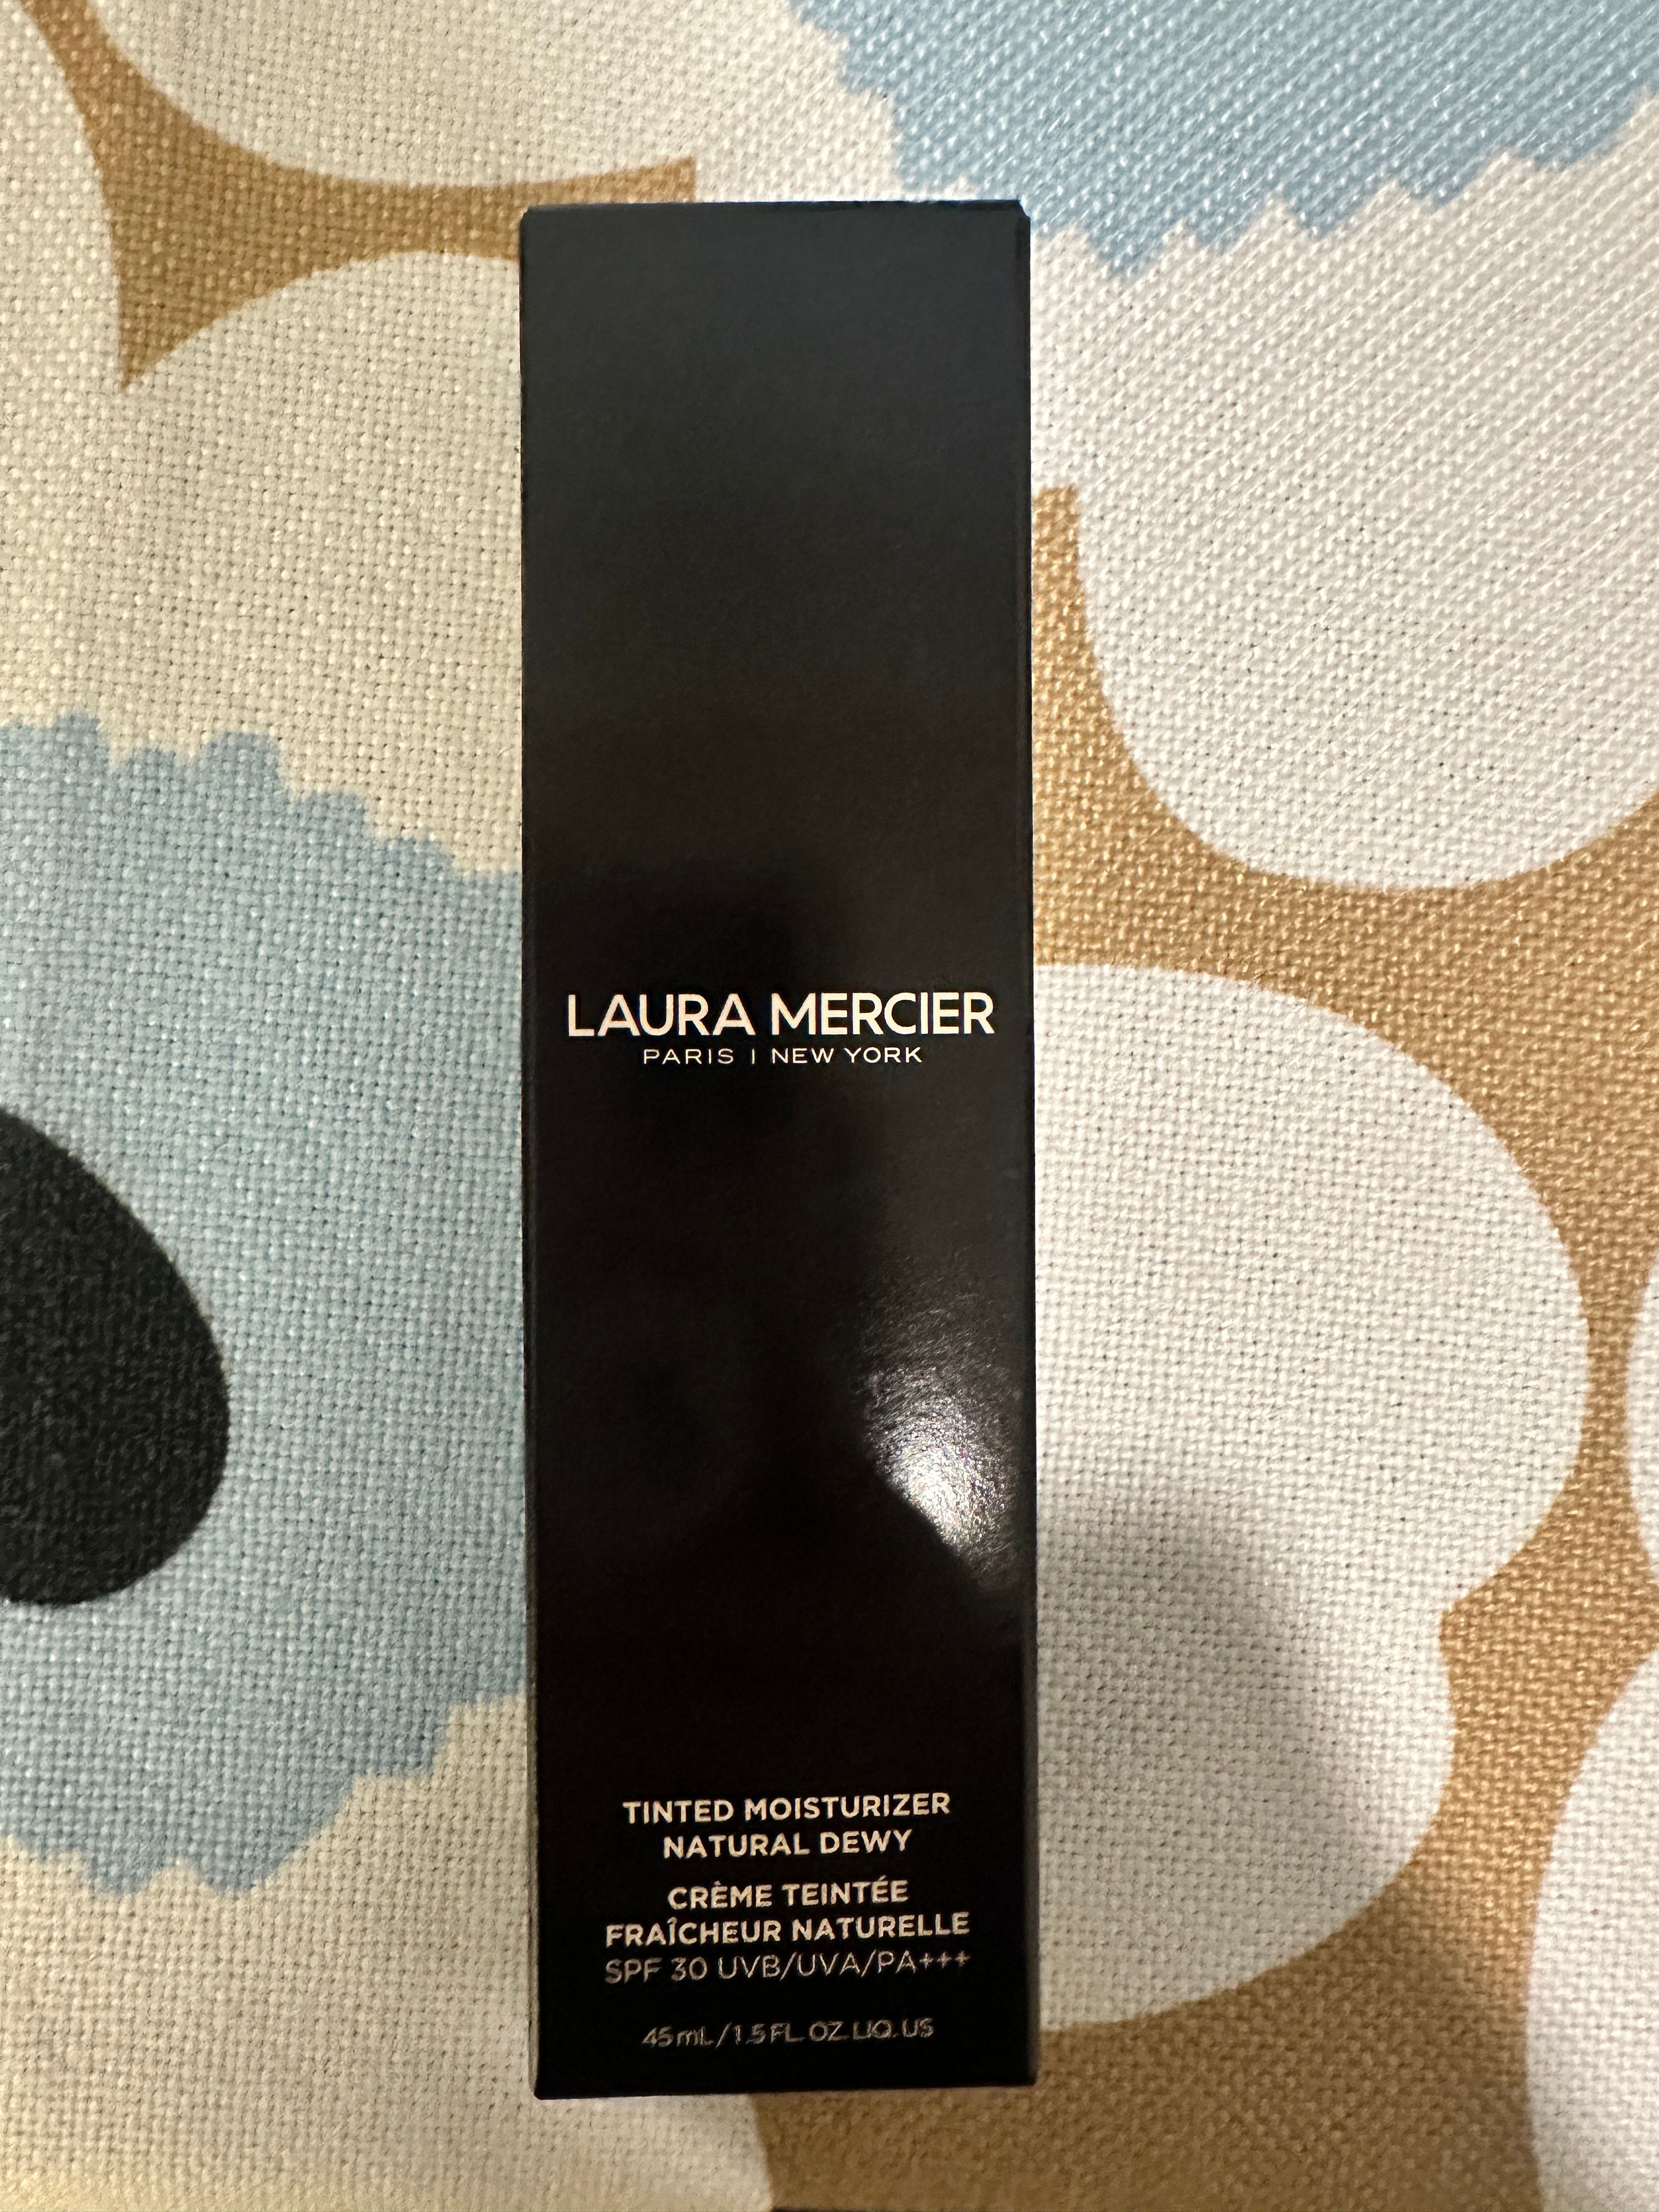 LAURA MERCIER
PARIS | NEW YORK
TINTED MOISTURIZER
NATURAL DEWY
CRÈME TEINTÉE
FRAÎCHEUR NATURELLE
SPF 30 UVB/UVA/PA+++
45 mL / 1.5 FL. OZ. LIQ. US